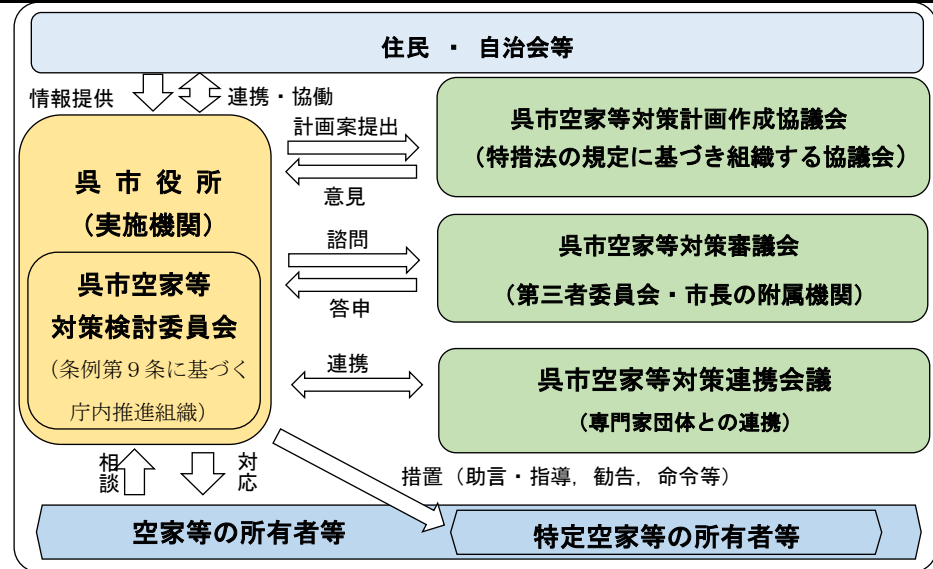 住民 ・ 自治会等
情報提供
連携・協働
呉 市 役 所
（実施機関）
呉市空家等
対策検討委員会
（条例第９条に基づく
庁内推進組織）
計画案提出
意見
呉市空家等対策計画作成協議会
（特措法の規定に基づき組織する協議会）
諮問
答申
呉市空家等対策審議会
（第三者委員会・市長の附属機関）
連携
呉市空家等対策連携会議
（専門家団体との連携）
相談
対応
措置（助言・指導，勧告，命令等）
空家等の所有者等
特定空家等の所有者等